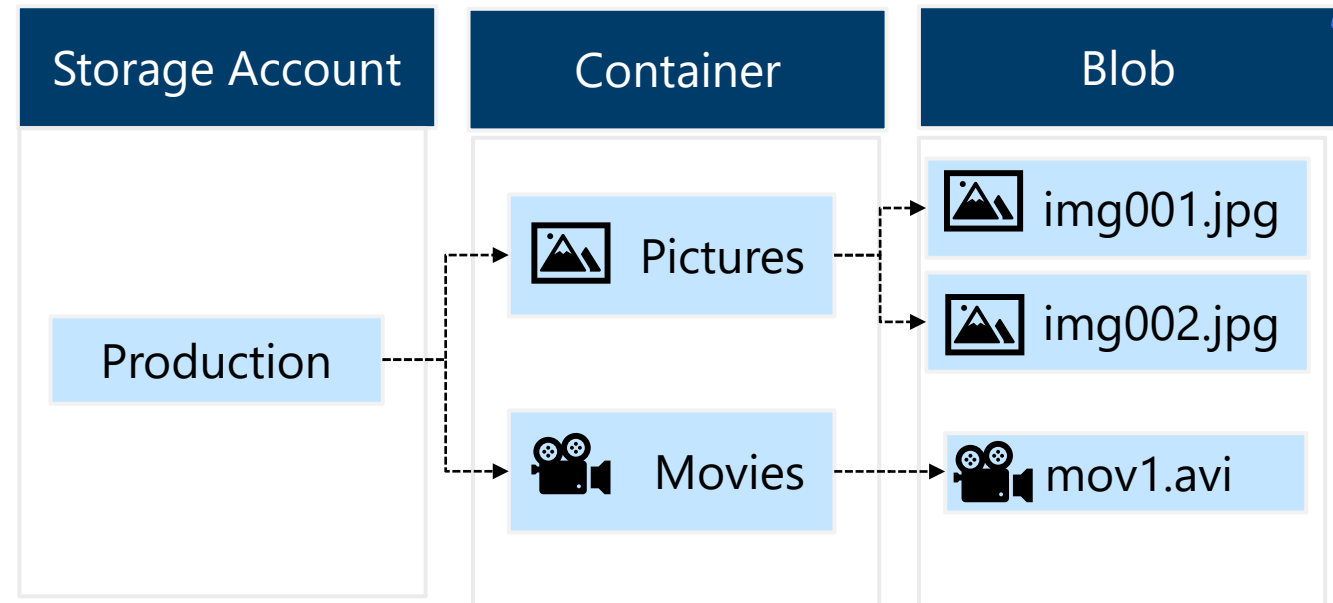 Storage Account
Container
Blob
Production
Pictures
Movies
img001.jpg
img002.jpg
mov1.avi